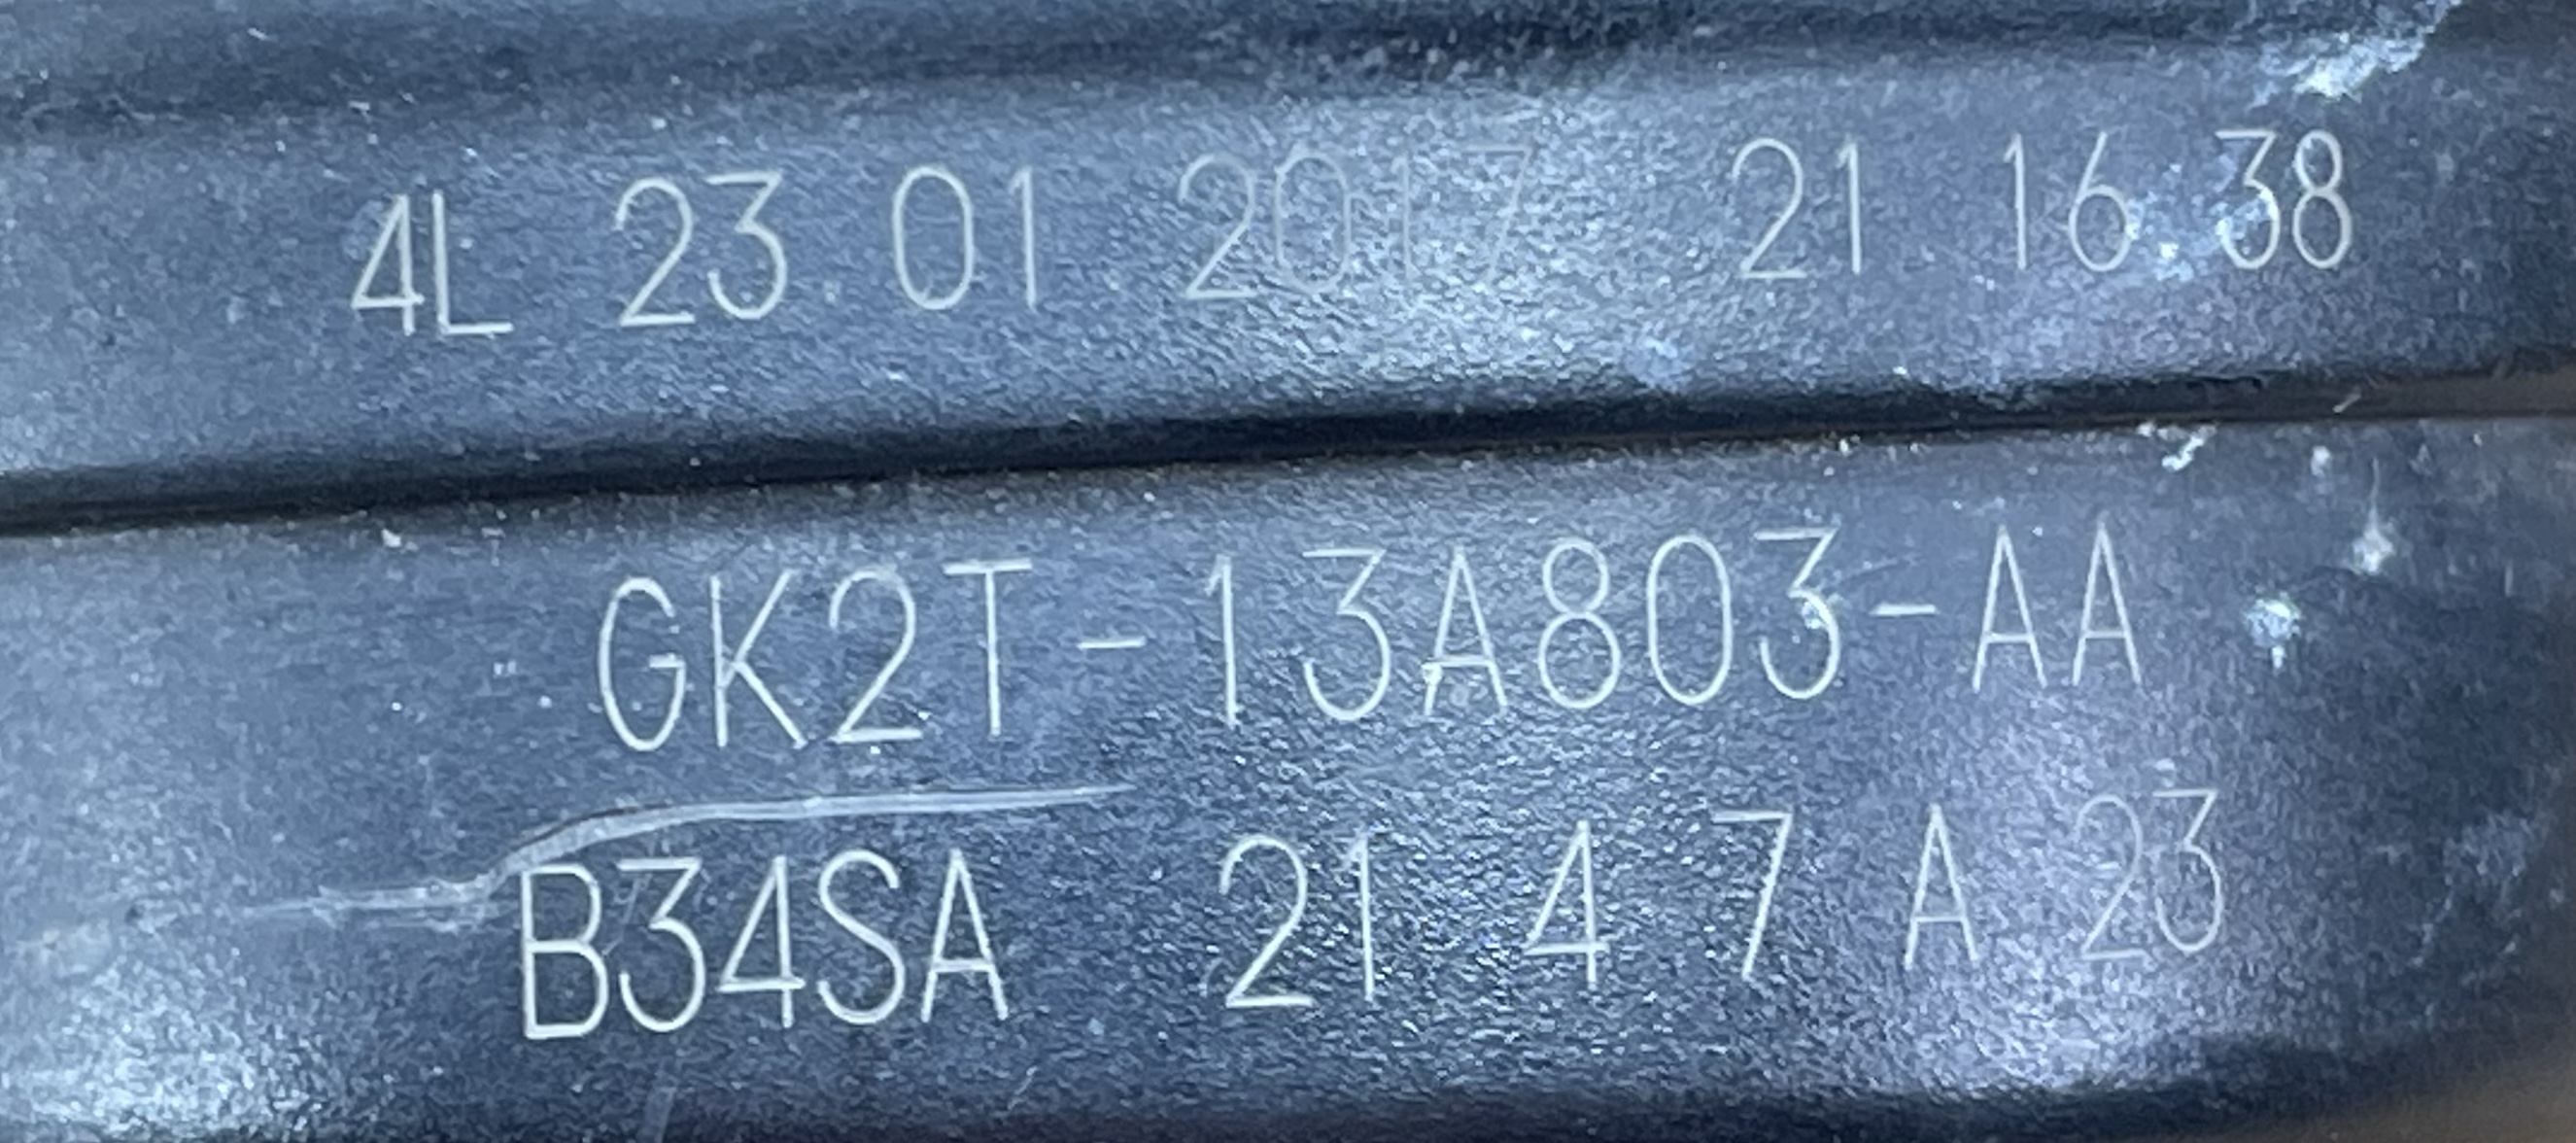 4L 23 01 2017 21 16 38
GK2T-13A803-AA
B34SA 21 4 7 A 23